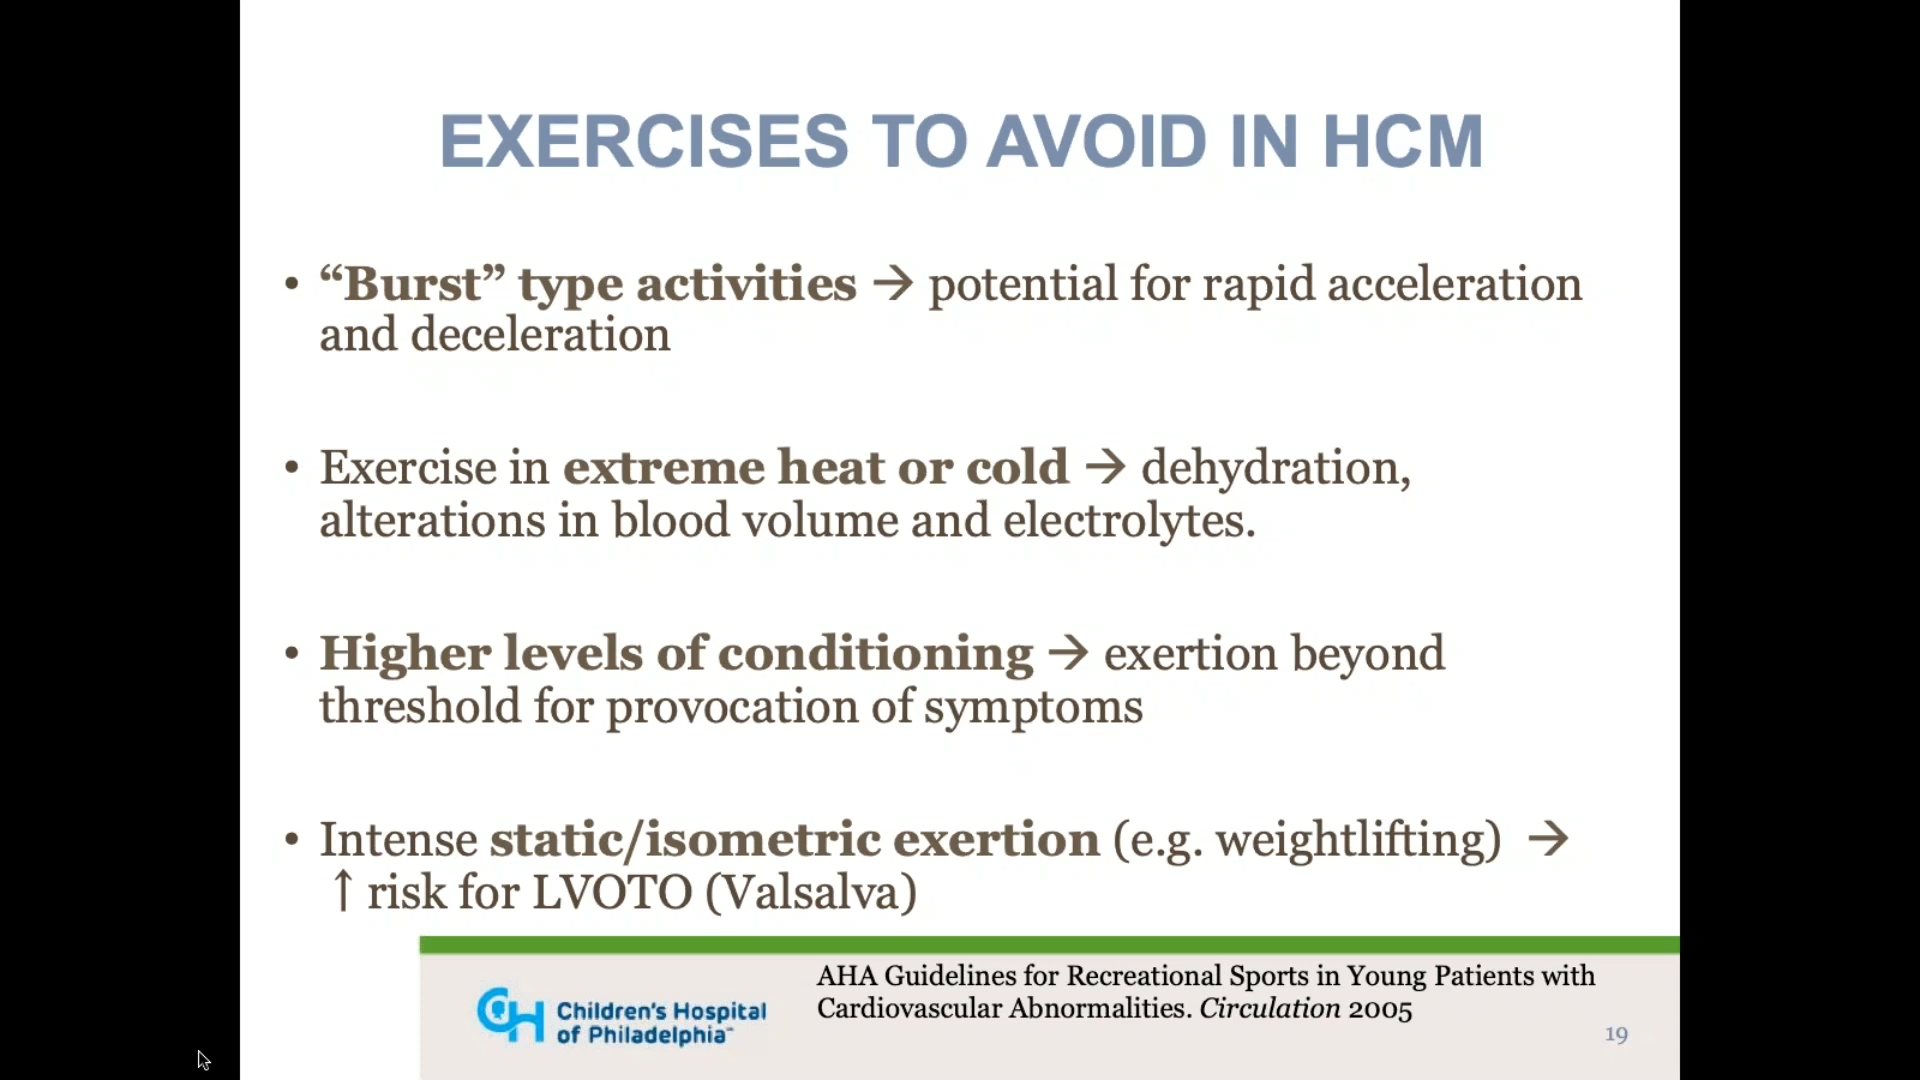 EXERCISES TO AVOID IN HCM
• “Burst” type activities → potential for rapid acceleration
and deceleration
• Exercise in extreme heat or cold → dehydration,
alterations in blood volume and electrolytes.
• Higher levels of conditioning → exertion beyond
threshold for provocation of symptoms
• Intense static/isometric exertion (e.g. weightlifting) →
↑ risk for LVOTO (Valsalva)
AHA Guidelines for Recreational Sports in Young Patients with
Cardiovascular Abnormalities. Circulation 2005
CH Children's Hospital
of Philadelphia™
19